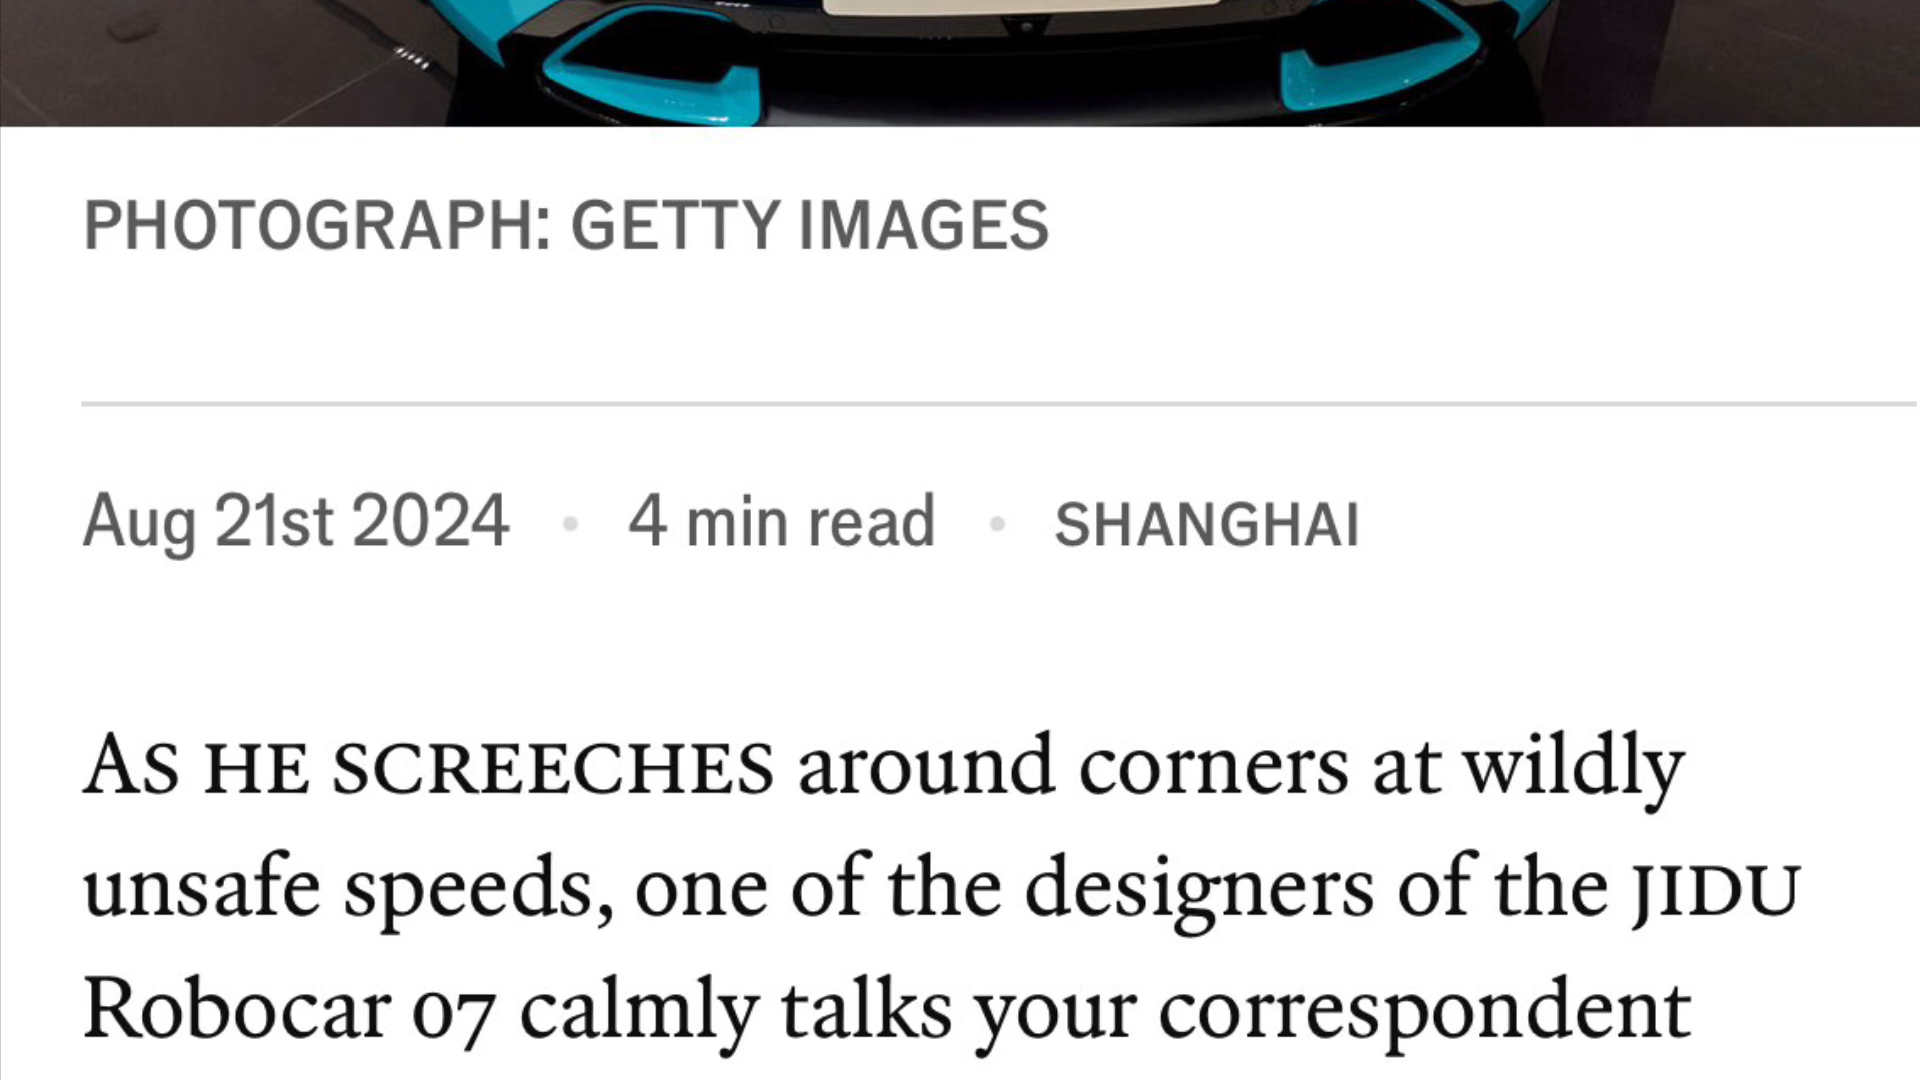 PHOTOGRAPH: GETTY IMAGES
Aug 21st 2024 • 4 min read • SHANGHAI
AS HE SCREECHES around corners at wildly
unsafe speeds, one of the designers of the JIDU
Robocar 07 calmly talks your correspondent